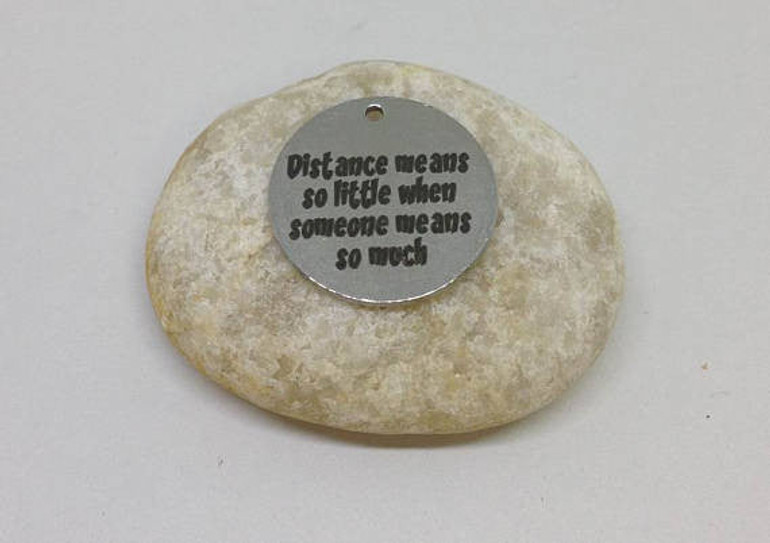 Distance means
so little when
someone means
so much